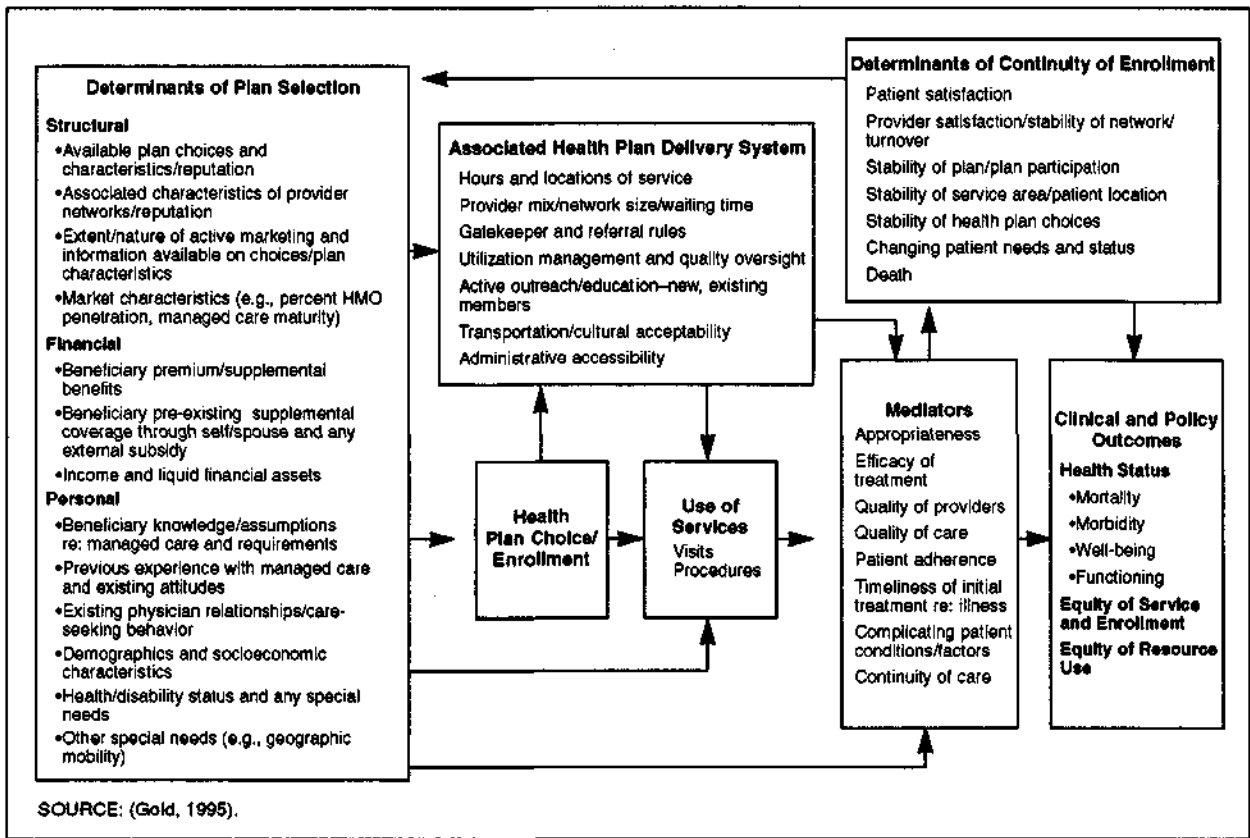 Determinants of Plan Selection
Structural
•Available plan choices and
characteristics/reputation
•Associated characteristics of provider
networks/reputation
•Extent/nature of active marketing and
information available on choices/plan
characteristics
•Market characteristics (e.g., percent HMO
penetration, managed care maturity)
Financial
•Beneficiary premium/supplemental
benefits
•Beneficiary pre-existing supplemental
coverage through self/spouse and any
external subsidy
•Income and liquid financial assets
Personal
•Beneficiary knowledge/assumptions
re: managed care and requirements
•Previous experience with managed care
and existing attitudes
•Existing physician relationships/care-
seeking behavior
•Demographics and socioeconomic
characteristics
•Health/disability status and any special
needs
•Other special needs (e.g., geographic
mobility)
Associated Health Plan Delivery System
Hours and locations of service
Provider mix/network size/waiting time
Gatekeeper and referral rules
Utilization management and quality oversight
Active outreach/education–new, existing
members
Transportation/cultural acceptability
Administrative accessibility
Health
Plan Choice/
Enrollment
Use of
Services
Visits
Procedures
Determinants of Continuity of Enrollment
Patient satisfaction
Provider satisfaction/stability of network/
turnover
Stability of plan/plan participation
Stability of service area/patient location
Stability of health plan choices
Changing patient needs and status
Death
Mediators
Appropriateness
Efficacy of
treatment
Quality of providers
Quality of care
Patient adherence
Timeliness of initial
treatment re: illness
Complicating patient
conditions/factors
Continuity of care
Clinical and Policy
Outcomes
Health Status
•Mortality
•Morbidity
•Well-being
•Functioning
Equity of Service
and Enrollment
Equity of Resource
Use
SOURCE: (Gold, 1995).